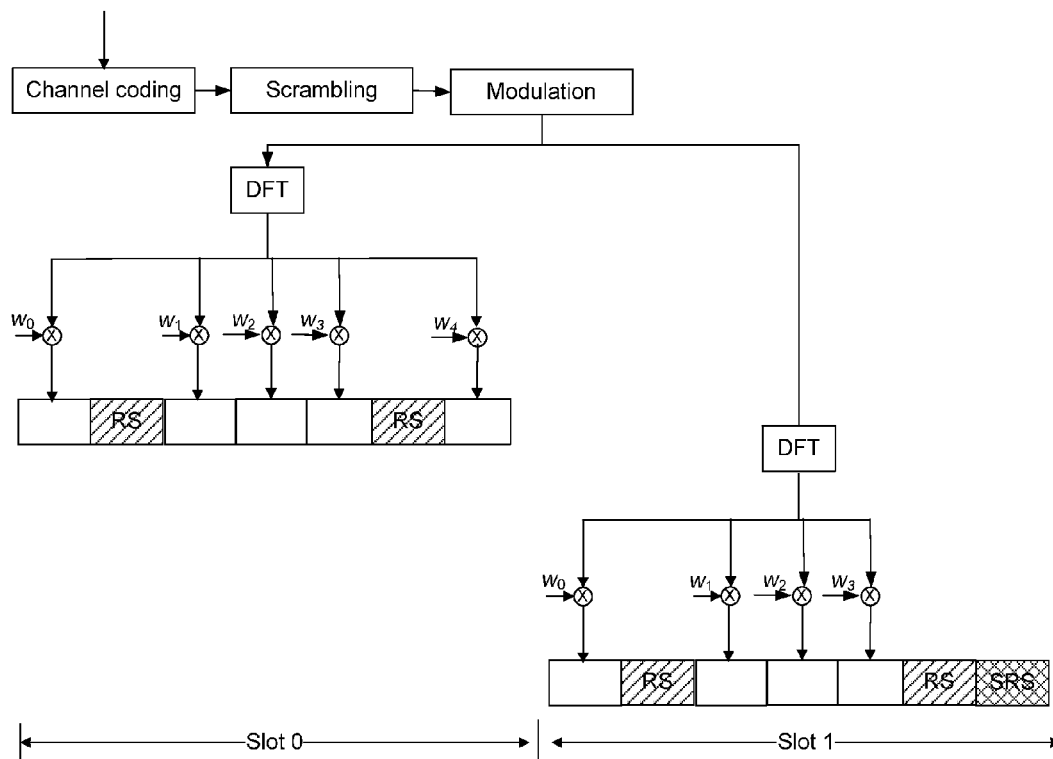 Channel coding
Scrambling
Modulation
DFT
w0 X w1 X w2 X w3 X w4 X
RS RS
DFT
w0 X w1 X w2 X w3 X
RS RS SRS
Slot 0 Slot 1